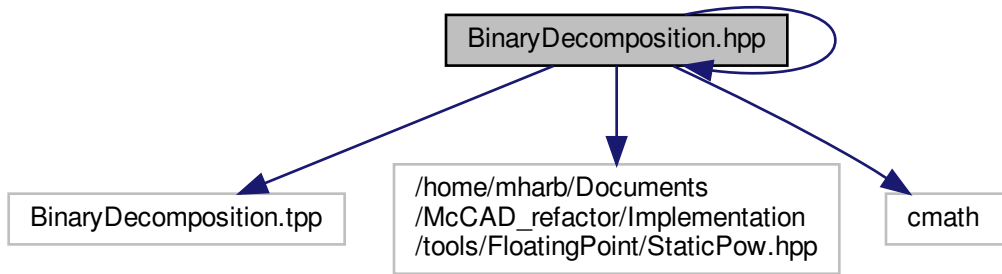 BinaryDecomposition.hpp
BinaryDecomposition.tpp
/home/mharb/Documents
/McCAD_refactor/Implementation
/tools/FloatingPoint/StaticPow.hpp
cmath